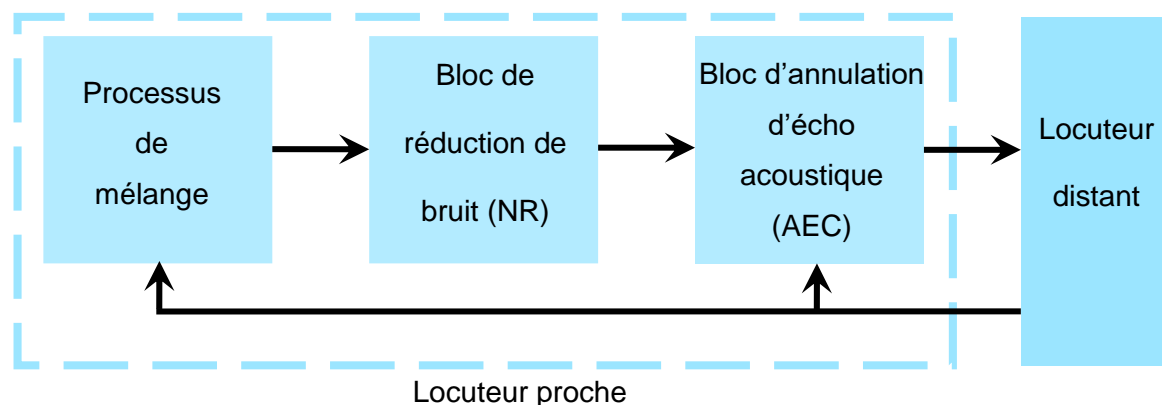 Processus
de
mélange
Bloc de
réduction de
bruit (NR)
Bloc d’annulation
d’écho
acoustique
(AEC)
Locuteur
distant
Locuteur proche